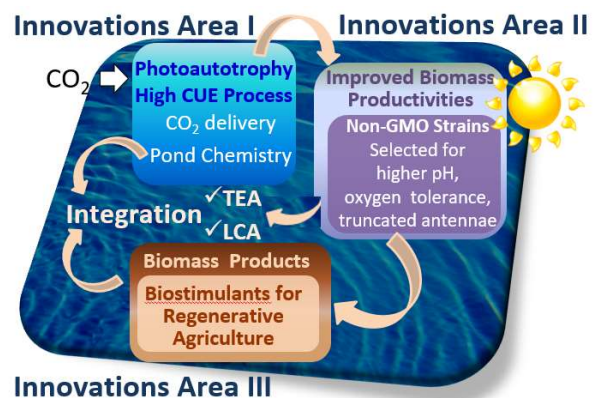 Innovations Area I
Innovations Area II
CO₂
Photoautotrophy
High CUE Process
CO₂ delivery
Pond Chemistry
Improved Biomass
Productivities
Non-GMO Strains
Selected for
higher pH,
oxygen tolerance,
truncated antennae
Integration
✓TEA
✓LCA
Biomass Products
Biostimulants for
Regenerative
Agriculture
Innovations Area III